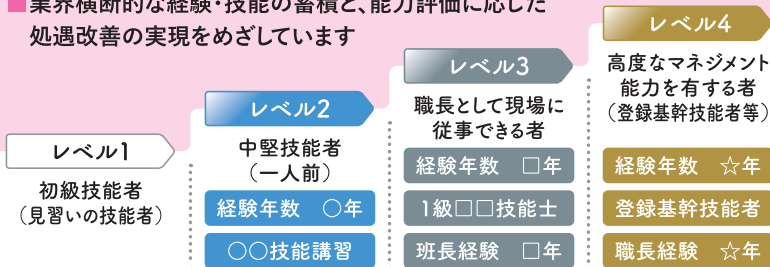 ■業界横断的な経験・技能の蓄積と、能力評価に応じた
処遇改善の実現をめざしています
レベル1
初級技能者
（見習いの技能者）
レベル2
中堅技能者
（一人前）
経験年数　○年
○○技能講習
レベル3
職長として現場に
従事できる者
経験年数　□年
1級□□技能士
班長経験　□年
レベル4
高度なマネジメント
能力を有する者
（登録基幹技能者等）
経験年数　☆年
登録基幹技能者
職長経験　☆年